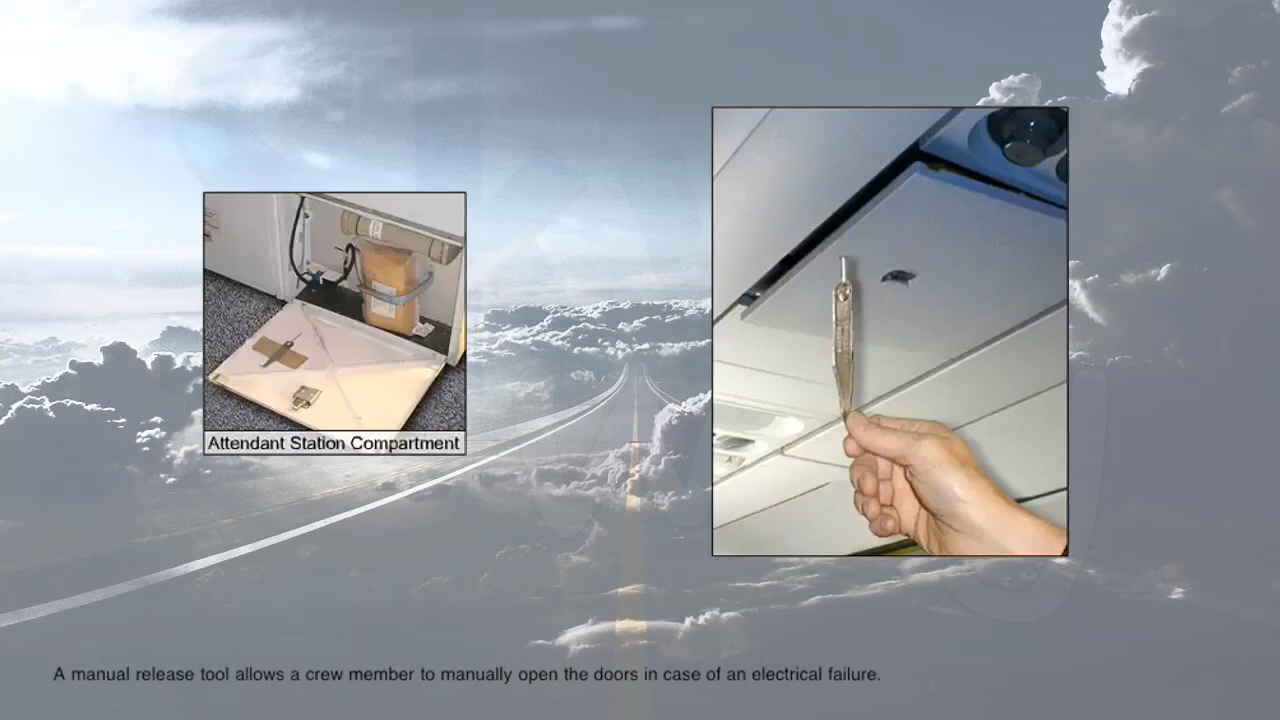 Attendant Station Compartment
A manual release tool allows a crew member to manually open the doors in case of an electrical failure.